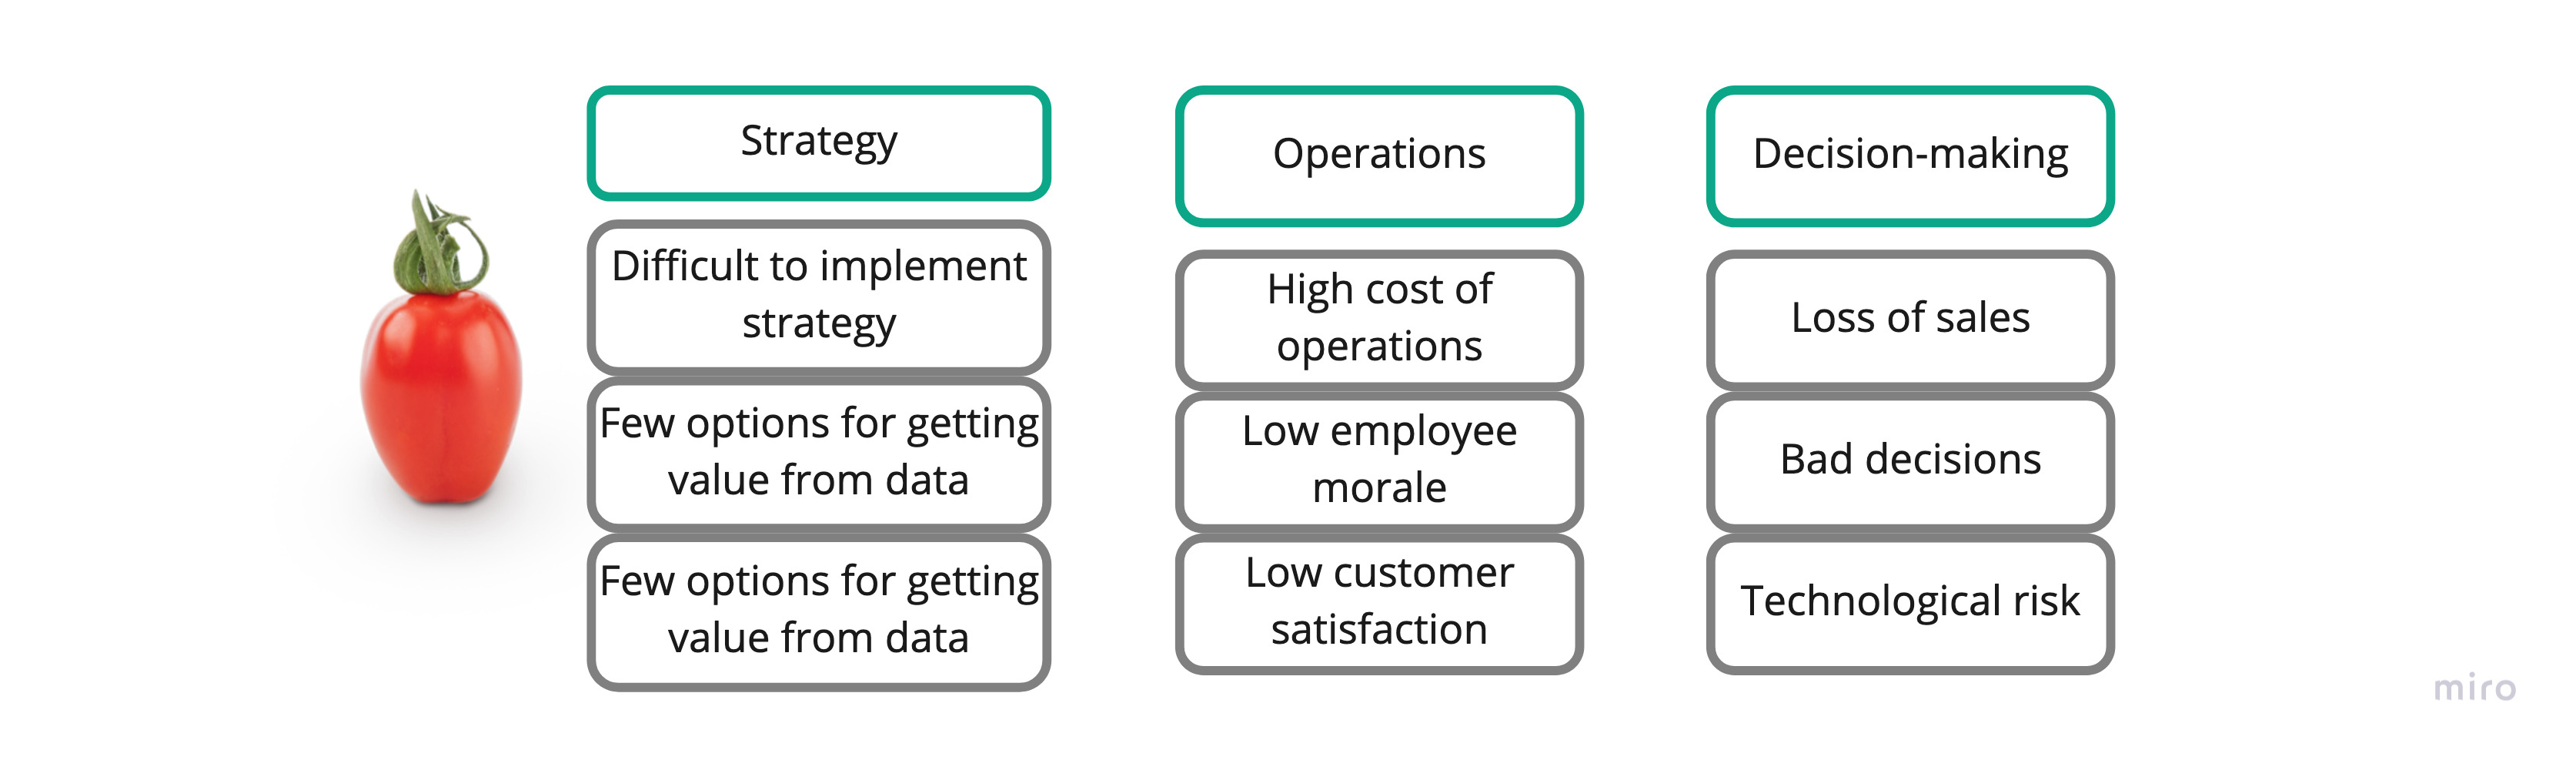 Strategy
Difficult to implement
strategy
Few options for getting
value from data
Few options for getting
value from data
Operations
High cost of
operations
Low employee
morale
Low customer
satisfaction
Decision-making
Loss of sales
Bad decisions
Technological risk
miro